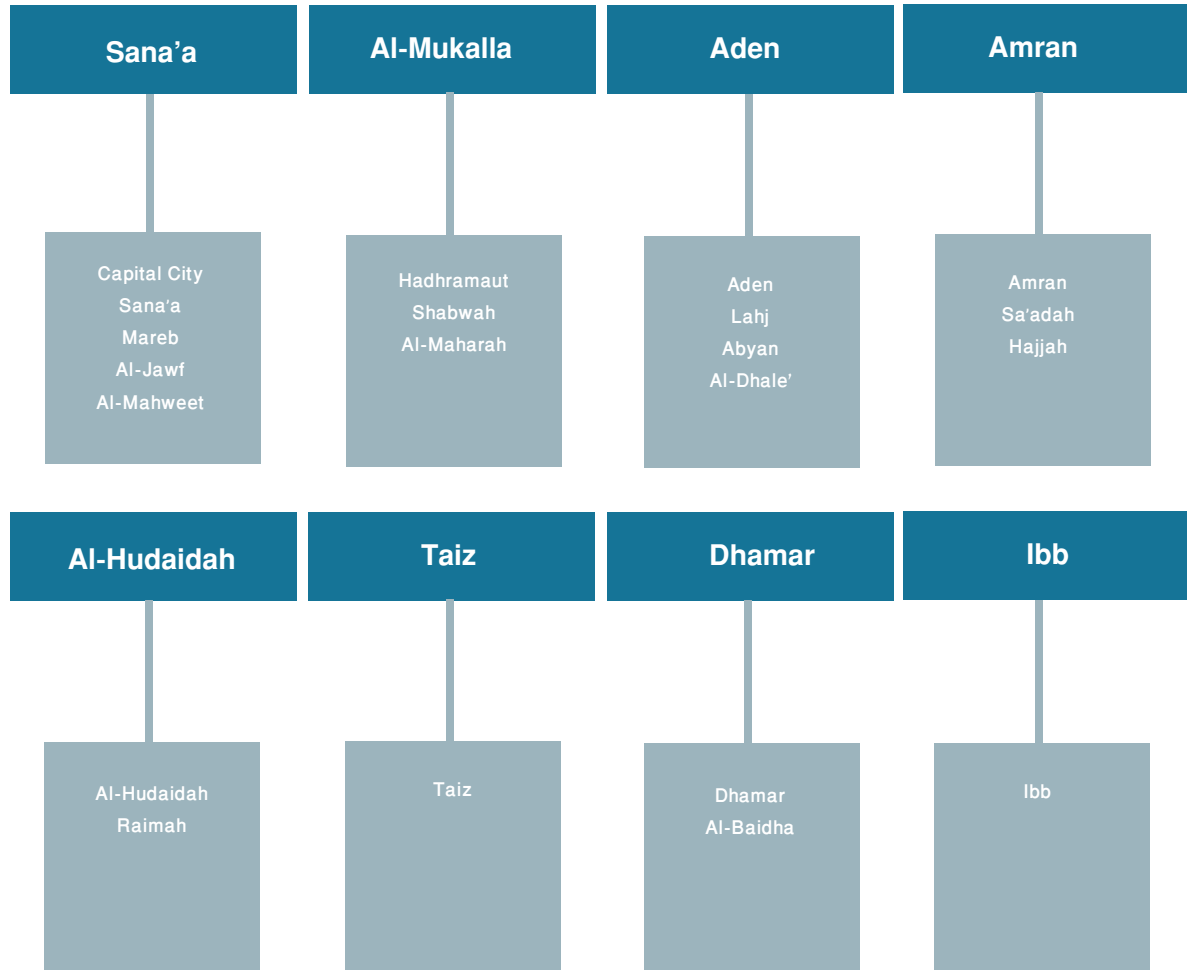 Sana’a
Capital City
Sana’a
Mareb
Al-Jawf
Al-Mahweet
Al-Mukalla
Hadhramaut
Shabwah
Al-Maharah
Aden
Aden
Lahj
Abyan
Al-Dhale’
Amran
Amran
Sa’adah
Hajjah
Al-Hudaidah
Al-Hudaidah
Raimah
Taiz
Taiz
Dhamar
Dhamar
Al-Baidha
Ibb
Ibb